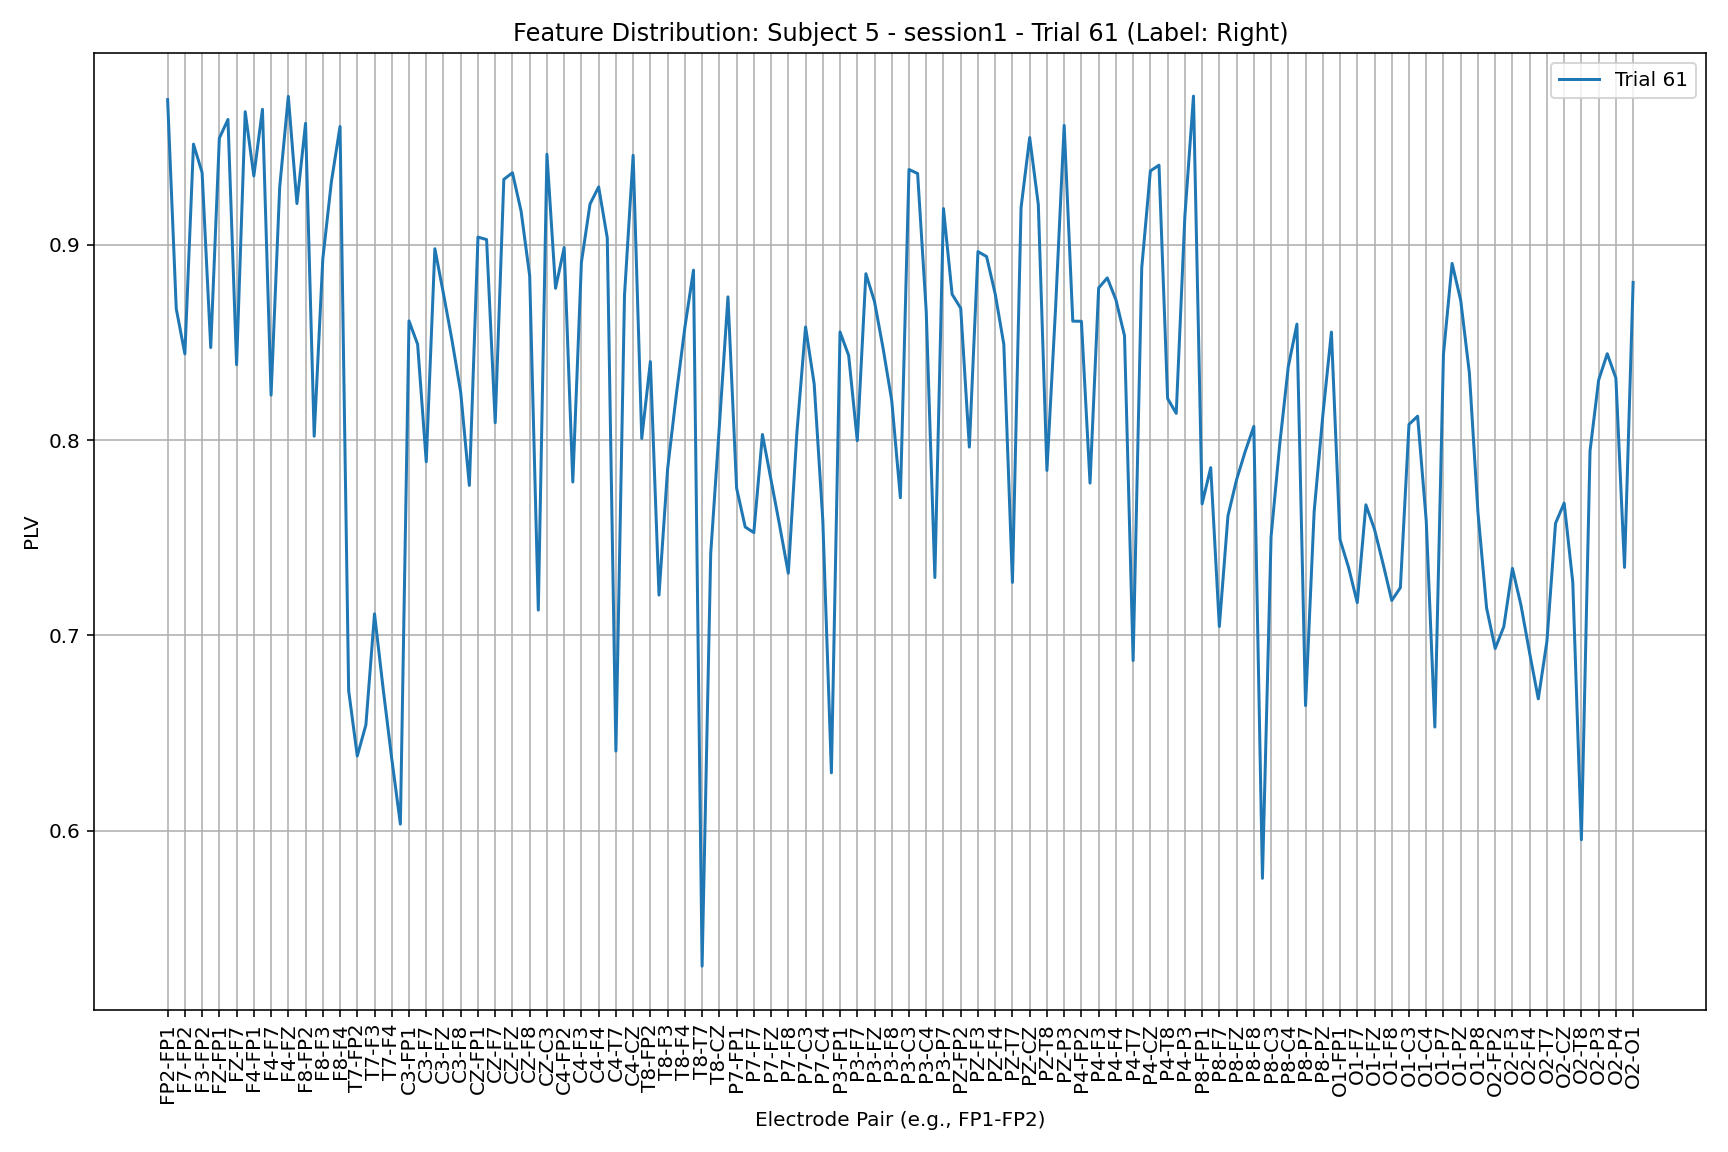 Feature Distribution: Subject 5 - session1 - Trial 61 (Label: Right)
Trial 61
PLV
0.9
0.8
0.7
0.6
FP2-FP1
F7-FP2
F3-FP2
FZ-FP1
FZ-F7
F4-FP1
F4-F7
F4-FZ
F8-FP2
F8-F3
F8-F4
T7-FP2
T7-F3
T7-F4
C3-FP1
C3-F7
C3-FZ
C3-F8
CZ-FP1
CZ-F7
CZ-FZ
CZ-F8
CZ-C3
C4-FP2
C4-F3
C4-F4
C4-T7
C4-CZ
T8-FP2
T8-F3
T8-F4
T8-T7
T8-CZ
P7-FP1
P7-F7
P7-FZ
P7-F8
P7-C3
P7-C4
P3-FP1
P3-F7
P3-FZ
P3-F8
P3-C3
P3-C4
P3-P7
PZ-FP2
PZ-F3
PZ-F4
PZ-T7
PZ-CZ
PZ-T8
PZ-P3
P4-FP2
P4-F3
P4-F4
P4-T7
P4-CZ
P4-T8
P4-P3
P8-FP1
P8-F7
P8-FZ
P8-F8
P8-C3
P8-C4
P8-P7
P8-PZ
O1-FP1
O1-F7
O1-FZ
O1-F8
O1-C3
O1-C4
O1-P7
O1-PZ
O1-P8
O2-FP2
O2-F3
O2-F4
O2-T7
O2-CZ
O2-T8
O2-P3
O2-P4
O2-O1
Electrode Pair (e.g., FP1-FP2)